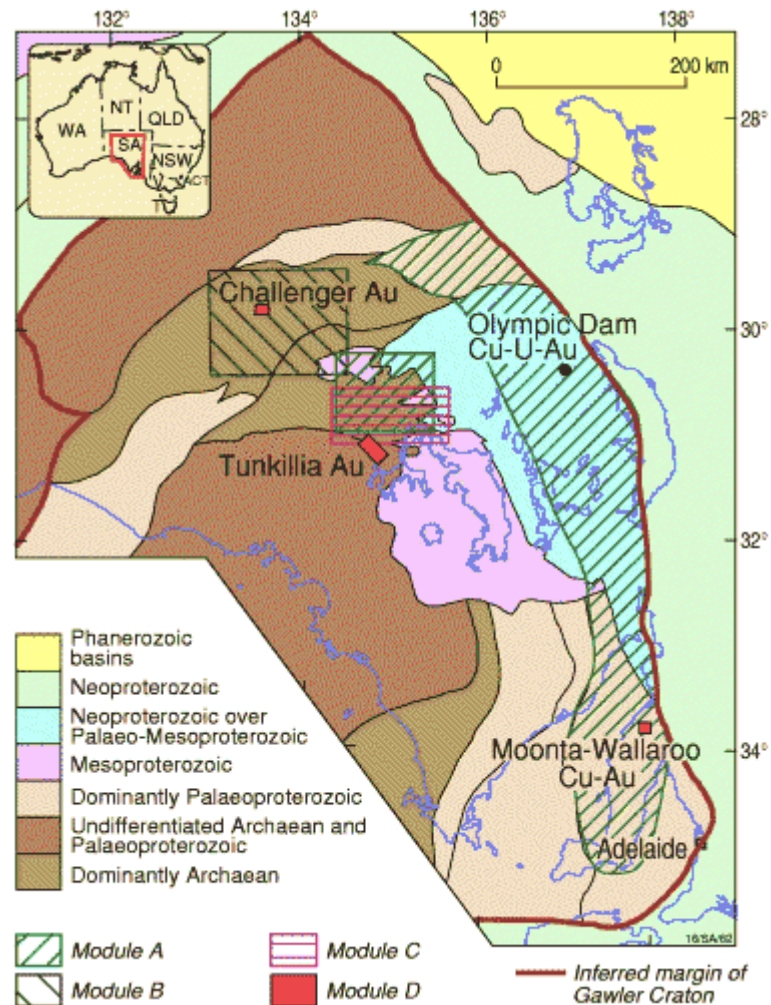 132°
134°
136°
138°
0
200 km
NT
WA
QLD
SA
NSW
V
ACT
T
28°
Challenger Au
Olympic Dam
Cu-U-Au
30°
Tunkillia Au
32°
Moonta-Wallaroo
Cu-Au
34°
Adelaide
Phanerozoic
basins
Neoproterozoic
Neoproterozoic over
Palaeo-Mesoproterozoic
Mesoproterozoic
Dominantly Palaeoproterozoic
Undifferentiated Archaean and
Palaeoproterozoic
Dominantly Archaean
16/SA/62
Module A
Module B
Module C
Module D
Inferred margin of
Gawler Craton